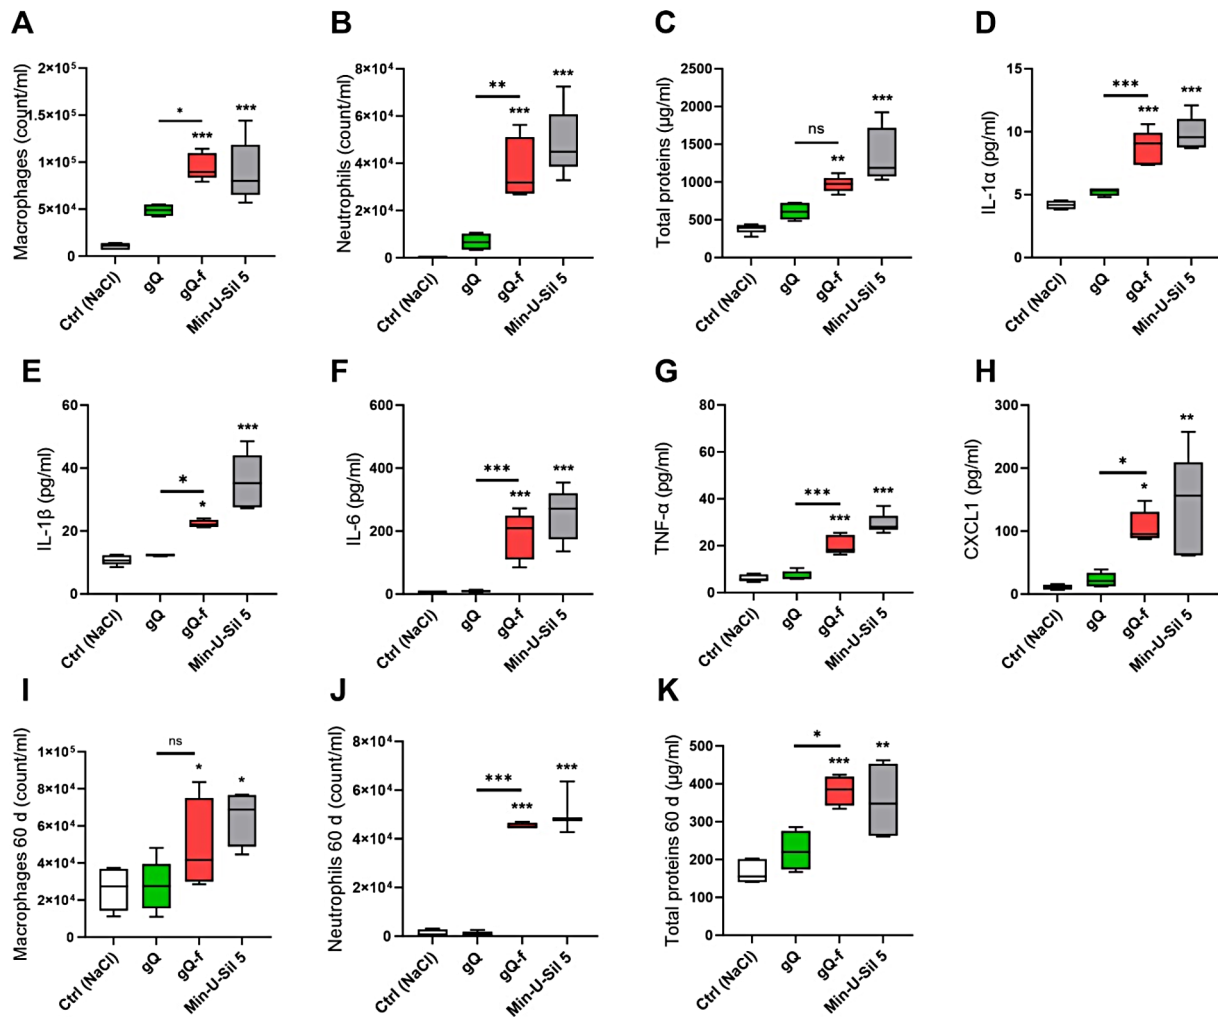 A
Macrophages (count/ml)
2×10⁵
1.5×10⁵
1×10⁵
5×10⁴
0
*
***
***
Ctrl (NaCl)
gQ
gQ-f
Min-U-Sil 5
B
Neutrophils (count/ml)
8×10⁴
6×10⁴
4×10⁴
2×10⁴
0
**
***
***
Ctrl (NaCl)
gQ
gQ-f
Min-U-Sil 5
C
Total proteins (µg/ml)
2500
2000
1500
1000
500
0
ns
**
***
Ctrl (NaCl)
gQ
gQ-f
Min-U-Sil 5
D
IL-1α (pg/ml)
15
10
5
0
***
***
***
Ctrl (NaCl)
gQ
gQ-f
Min-U-Sil 5
E
IL-1β (pg/ml)
60
40
20
0
*
*
***
Ctrl (NaCl)
gQ
gQ-f
Min-U-Sil 5
F
IL-6 (pg/ml)
600
400
200
0
***
***
***
Ctrl (NaCl)
gQ
gQ-f
Min-U-Sil 5
G
TNF-α (pg/ml)
80
60
40
20
0
***
***
***
Ctrl (NaCl)
gQ
gQ-f
Min-U-Sil 5
H
CXCL1 (pg/ml)
300
200
100
0
*
*
**
Ctrl (NaCl)
gQ
gQ-f
Min-U-Sil 5
I
Macrophages 60 d (count/ml)
1×10⁵
8×10⁴
6×10⁴
4×10⁴
2×10⁴
0
ns
*
*
Ctrl (NaCl)
gQ
gQ-f
Min-U-Sil 5
J
Neutrophils 60 d (count/ml)
8×10⁴
6×10⁴
4×10⁴
2×10⁴
0
***
***
***
Ctrl (NaCl)
gQ
gQ-f
Min-U-Sil 5
K
Total proteins 60 d (µg/ml)
500
400
300
200
100
0
*
***
**
Ctrl (NaCl)
gQ
gQ-f
Min-U-Sil 5